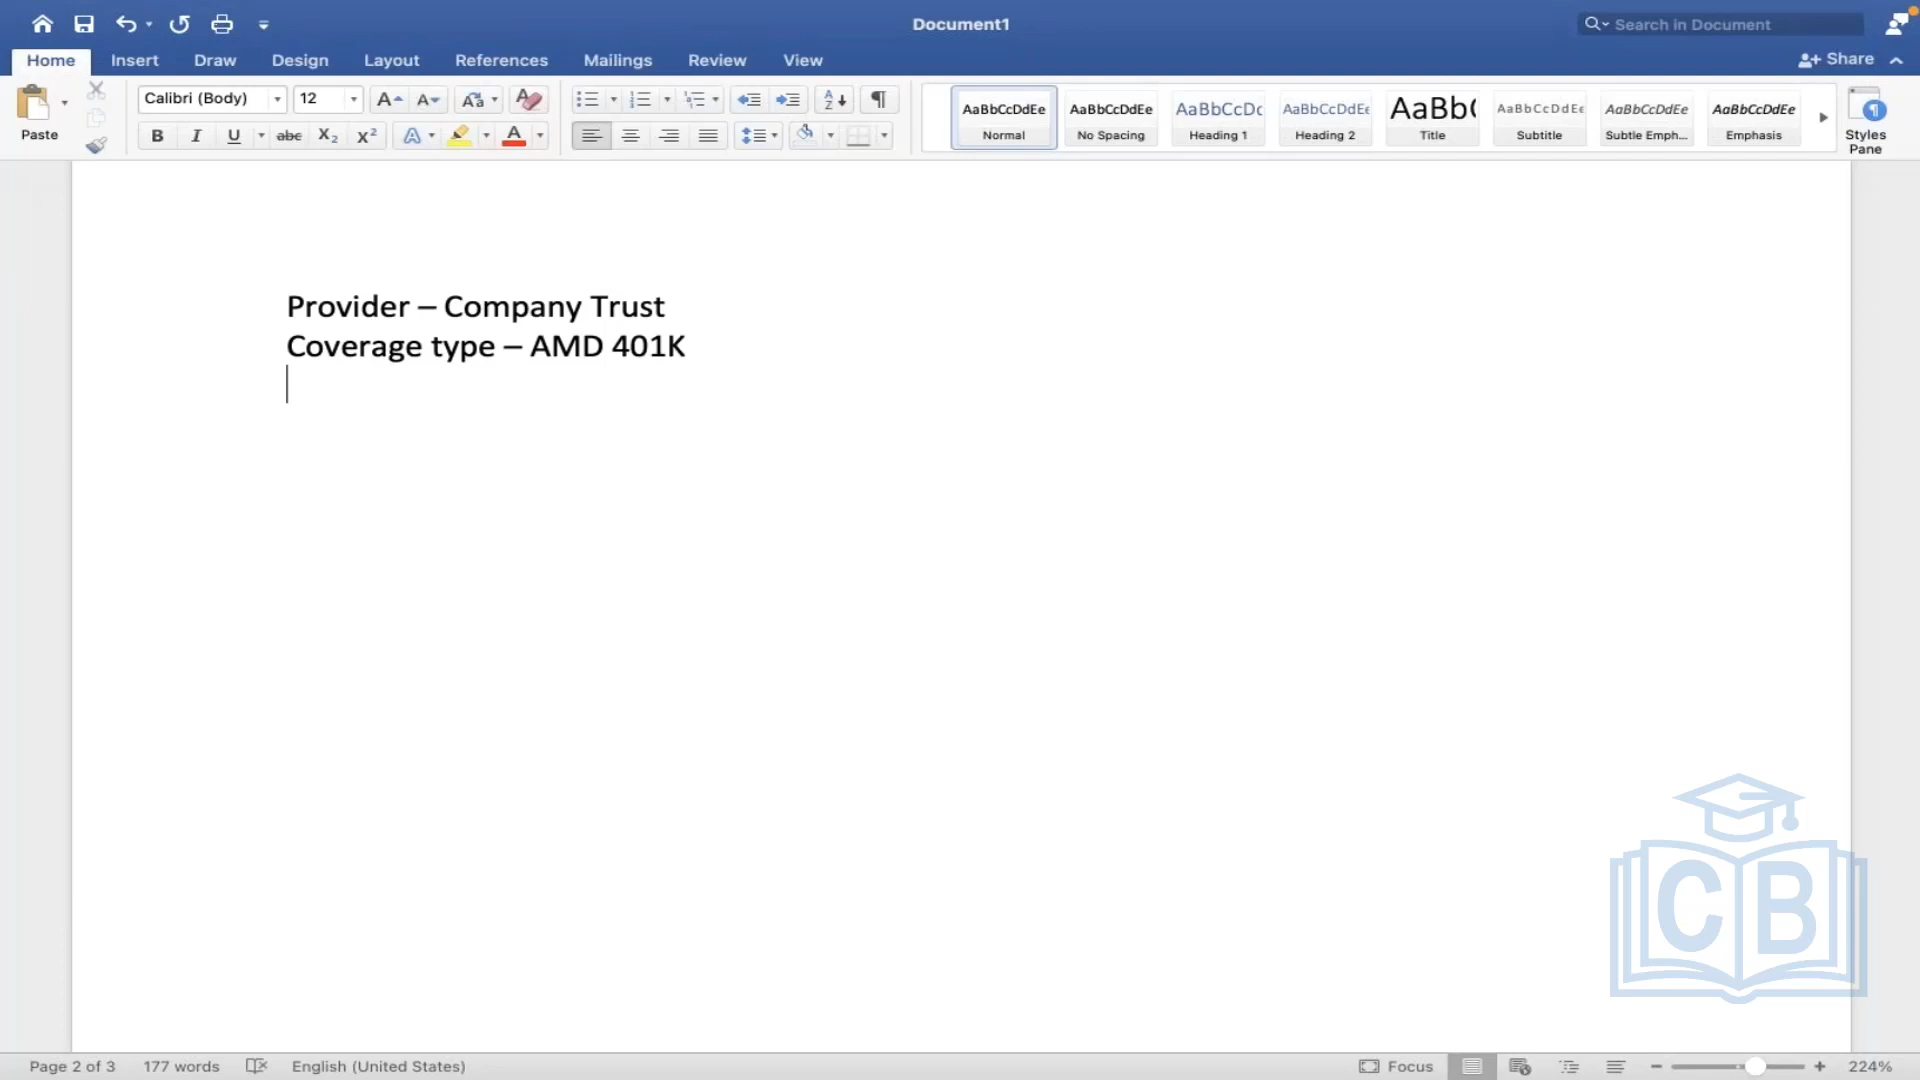 Document1
Search in Document
Home Insert Draw Design Layout References Mailings Review View Share
Paste
Calibri (Body) 12
AaBbCcDdEe Normal
AaBbCcDdEe No Spacing
AaBbCcDc Heading 1
AaBbCcDdEe Heading 2
AaBb( Title
AaBbCcDdEe Subtitle
AaBbCcDdEe Subtle Emph...
AaBbCcDdEe Emphasis
Styles Pane
Provider – Company Trust
Coverage type – AMD 401K
CB
Page 2 of 3 177 words English (United States) Focus 224%